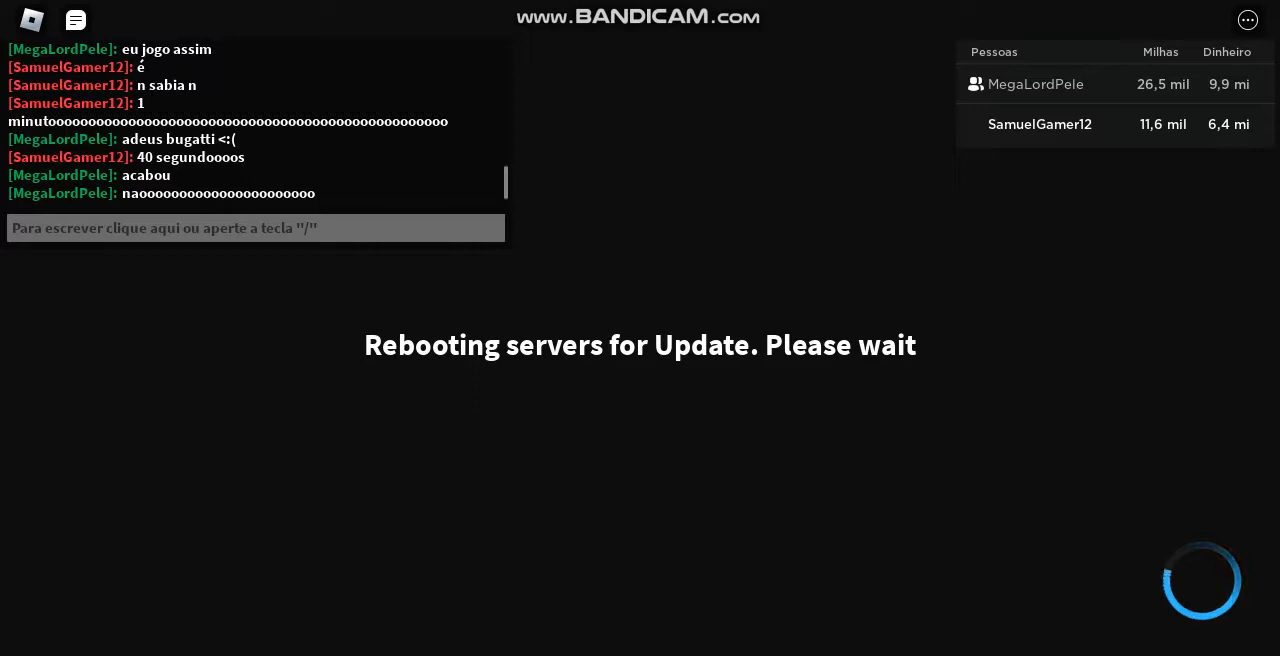 www.BANDICAM.com
[MegaLordPele]: eu jogo assim
[SamuelGamer12]: é
[SamuelGamer12]: n sabia n
[SamuelGamer12]: 1
minutoooooooooooooooooooooooooooooooooooooooooooooooooo
[MegaLordPele]: adeus bugatti <:(
[SamuelGamer12]: 40 segundoooos
[MegaLordPele]: acabou
[MegaLordPele]: naoooooooooooooooooooooo
Para escrever clique aqui ou aperte a tecla "/"
Pessoas Milhas Dinheiro
MegaLordPele 26,5 mil 9,9 mi
SamuelGamer12 11,6 mil 6,4 mi
Rebooting servers for Update. Please wait